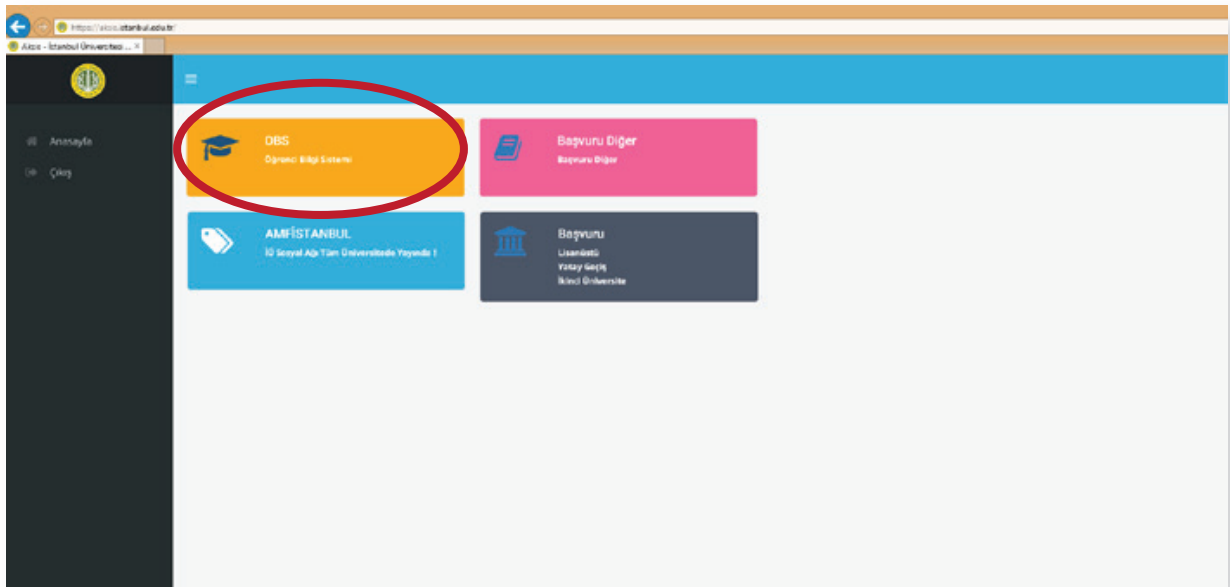 https://aksis.istanbul.edu.tr/
Aksis - İstanbul Üniversitesi ... ×
Anasayfa
Çıkış
OBS
Öğrenci Bilgi Sistemi
Başvuru Diğer
Başvuru Diğer
AMFİSTANBUL
İÜ Sosyal Ağı Tüm Üniversitede Yayında !
Başvuru
Lisanüstü
Yatay Geçiş
İkinci Üniversite